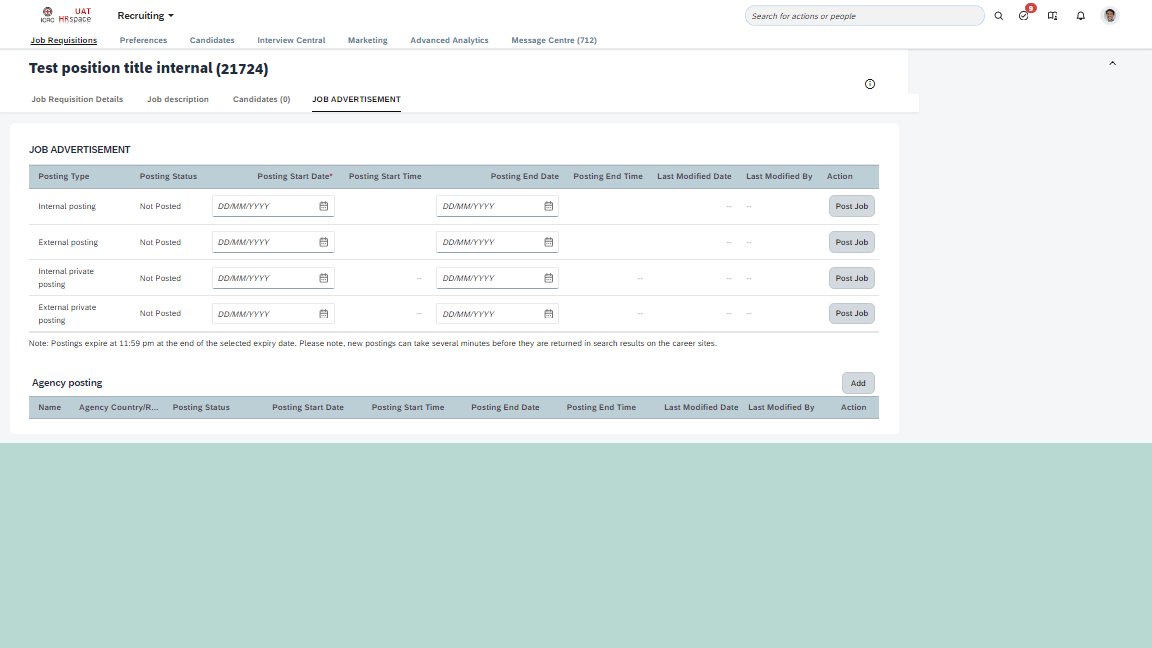 ICRC
UAT
HRspace
Recruiting
Search for actions or people
9
Job Requisitions Preferences Candidates Interview Central Marketing Advanced Analytics Message Centre (712)
Test position title internal (21724)
Job Requisition Details Job description Candidates (0) JOB ADVERTISEMENT
JOB ADVERTISEMENT
Posting Type Posting Status Posting Start Date* Posting Start Time Posting End Date Posting End Time Last Modified Date Last Modified By Action
Internal posting Not Posted DD/MM/YYYY DD/MM/YYYY -- -- Post Job
External posting Not Posted DD/MM/YYYY DD/MM/YYYY -- -- Post Job
Internal private
posting
Not Posted DD/MM/YYYY -- DD/MM/YYYY -- -- -- Post Job
External private
posting
Not Posted DD/MM/YYYY -- DD/MM/YYYY -- -- -- Post Job
Note: Postings expire at 11:59 pm at the end of the selected expiry date. Please note, new postings can take several minutes before they are returned in search results on the career sites.
Agency posting Add
Name Agency Country/R... Posting Status Posting Start Date Posting Start Time Posting End Date Posting End Time Last Modified Date Last Modified By Action